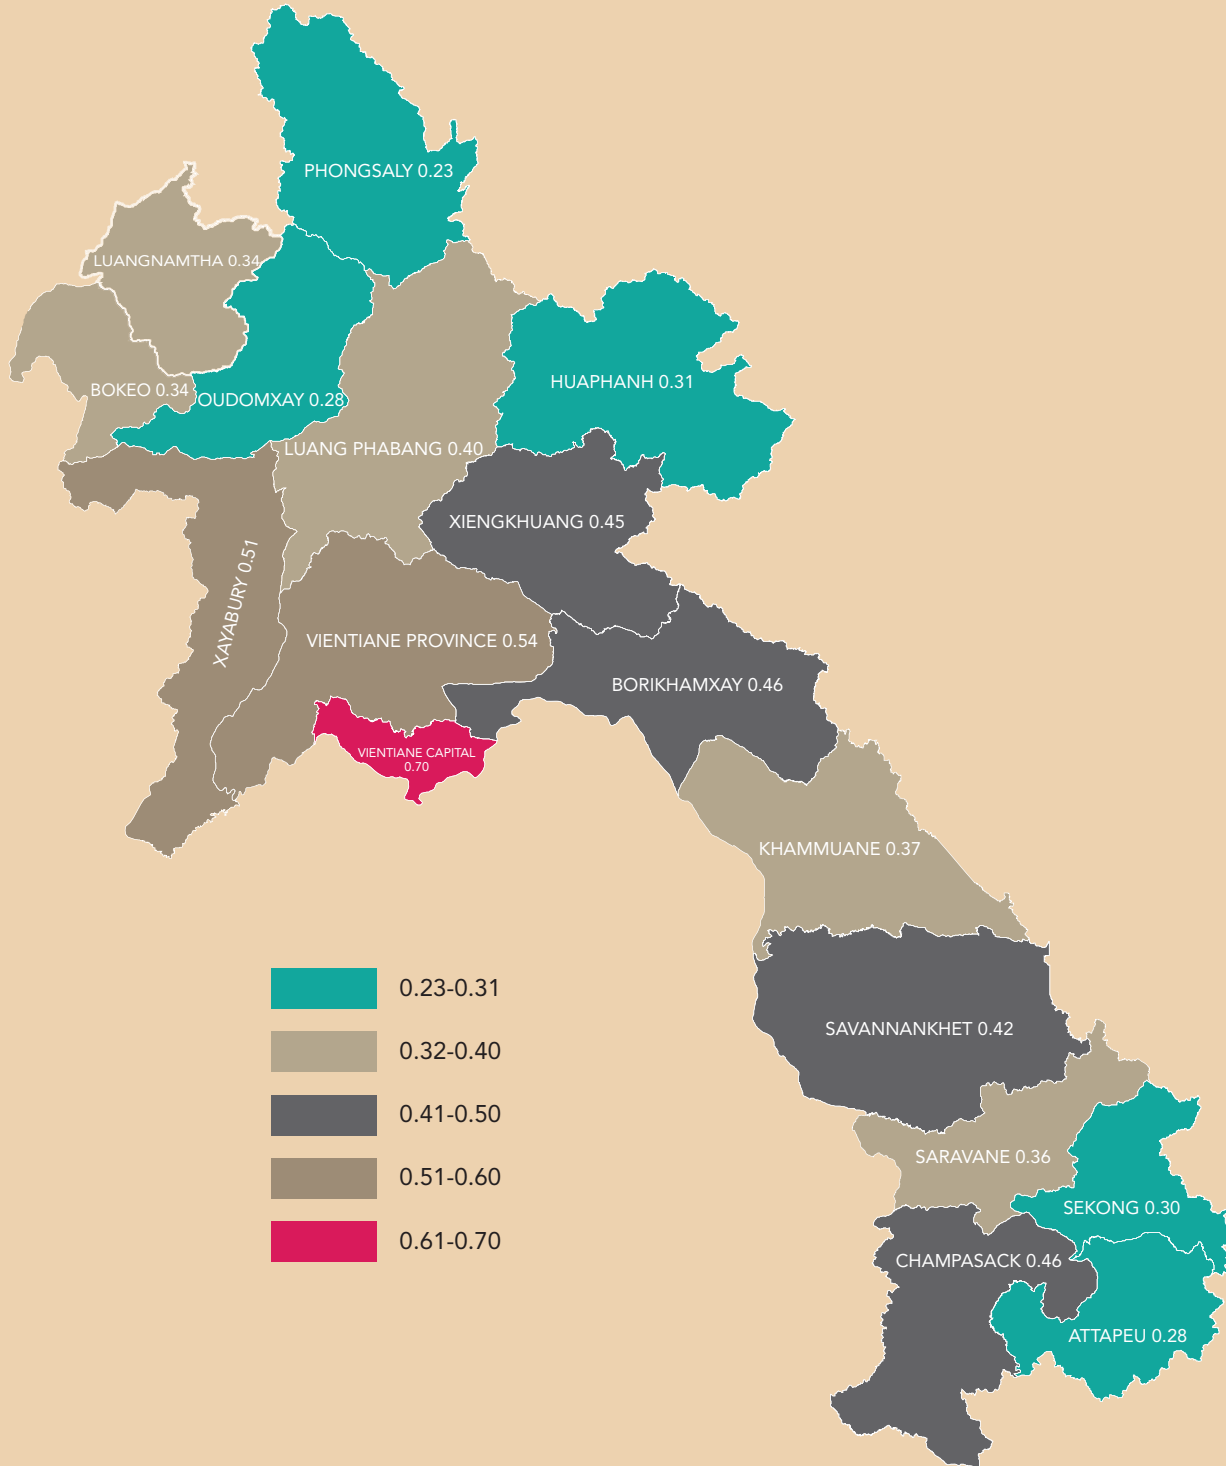 PHONGSALY 0.23
LUANGNAMTHA 0.34
BOKEO 0.34
OUDOMXAY 0.28
HUAPHANH 0.31
LUANG PHABANG 0.40
XIENGKHUANG 0.45
XAYABURY 0.51
VIENTIANE PROVINCE 0.54
BORIKHAMXAY 0.46
VIENTIANE CAPITAL
0.70
KHAMMUANE 0.37
SAVANNANKHET 0.42
SARAVANE 0.36
SEKONG 0.30
CHAMPASACK 0.46
ATTAPEU 0.28
0.23-0.31
0.32-0.40
0.41-0.50
0.51-0.60
0.61-0.70